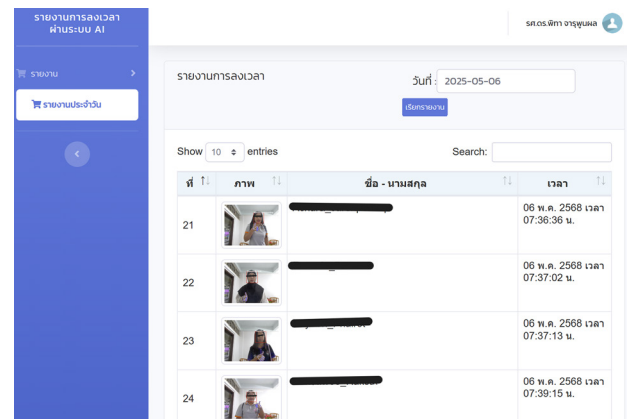 รายงานการลงเวลา
ผ่านระบบ AI
รศ.ดร.พิภา จารุพูนผล
รายงาน
รายงานประจำวัน
รายงานการลงเวลา
วันที่ : 2025-05-06
เรียกรายงาน
Show 10 entries
Search:
ที่ ภาพ ชื่อ - นามสกุล เวลา
21 06 พ.ค. 2568 เวลา
07:36:36 น.
22 06 พ.ค. 2568 เวลา
07:37:02 น.
23 06 พ.ค. 2568 เวลา
07:37:13 น.
24 06 พ.ค. 2568 เวลา
07:39:15 น.